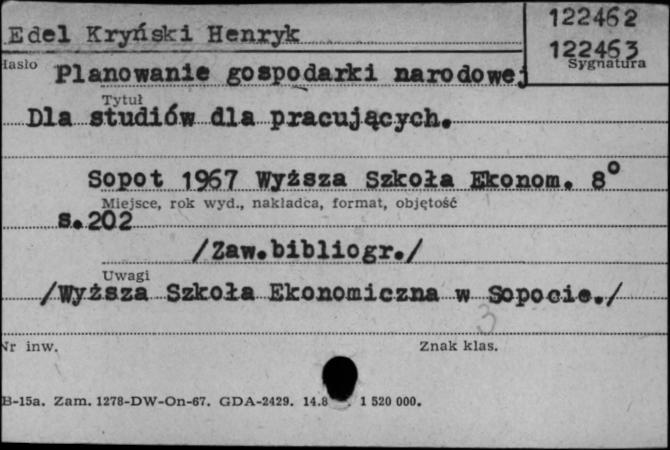 122462
Edel Kryński Henryk
122463
Hasło
Sygnatura
Planowanie gospodarki narodowej
Tytuł
Dla studiów dla pracujących.
Sopot 1967 Wyższa Szkoła Ekonom. 8°
Miejsce, rok wyd., nakładca, format, objętość
s.202
/Zaw.bibliogr./
Uwagi
/Wyższa Szkoła Ekonomiczna w Sopocie./
3
Nr inw.
Znak klas.
B-15a. Zam. 1278-DW-On-67. GDA-2429. 14.8 1 520 000.